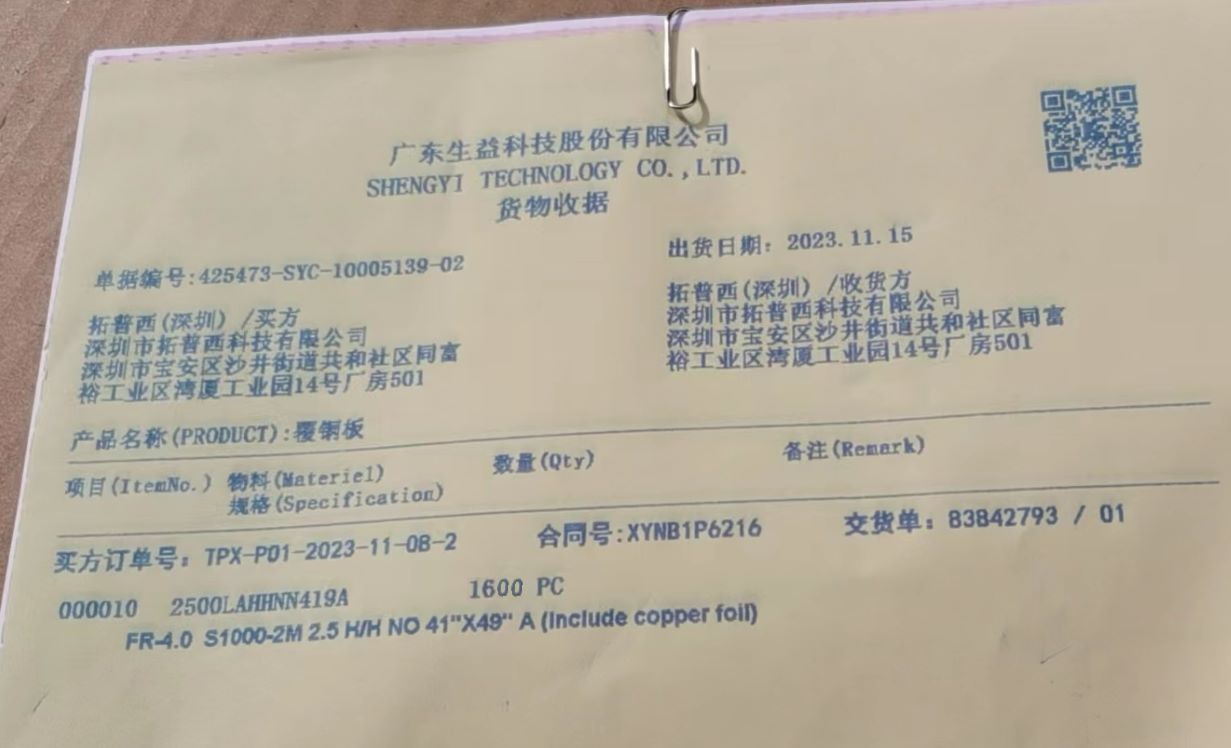 广东生益科技股份有限公司
SHENGYI TECHNOLOGY CO.,LTD.
货物收据
单据编号:425473-SYC-10005139-02
出货日期: 2023.11.15
拓普西(深圳) /买方
深圳市拓普西科技有限公司
深圳市宝安区沙井街道共和社区同富
裕工业区湾厦工业园14号厂房501
拓普西(深圳) /收货方
深圳市拓普西科技有限公司
深圳市宝安区沙井街道共和社区同富
裕工业区湾厦工业园14号厂房501
产品名称(PRODUCT):覆铜板
项目(ItemNo.) 物料(Materiel) 数量(Qty) 备注(Remark)
规格(Specification)
买方订单号: TPX-P01-2023-11-08-2 合同号:XYNB1P6216 交货单: 83842793 / 01
000010 2500LAHHNN419A 1600 PC
FR-4.0 S1000-2M 2.5 H/H NO 41"X49" A (Include copper foil)